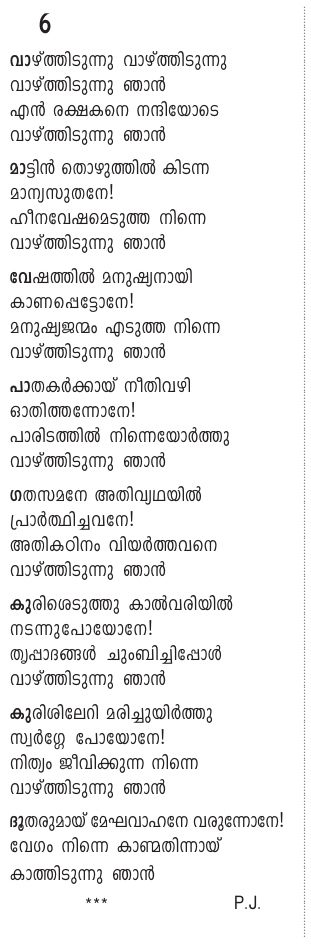 6
വാഴ്ത്തിടുന്നു വാഴ്ത്തിടുന്നു
വാഴ്ത്തിടുന്നു ഞാൻ
എൻ രക്ഷകനെ നന്ദിയോടെ
വാഴ്ത്തിടുന്നു ഞാൻ
മാട്ടിൻ തൊഴുത്തിൽ കിടന്ന
മാന്യസുതനേ!
ഹീനവേഷമെടുത്ത നിന്നെ
വാഴ്ത്തിടുന്നു ഞാൻ
വേഷത്തിൽ മനുഷ്യനായി
കാണപ്പെട്ടോനേ!
മനുഷ്യജന്മം എടുത്ത നിന്നെ
വാഴ്ത്തിടുന്നു ഞാൻ
പാതകർക്കായ് നീതിവഴി
ഓതിത്തന്നോനേ!
പാരിടത്തിൽ നിന്നെയോർത്തു
വാഴ്ത്തിടുന്നു ഞാൻ
ഗതസമനേ അതിവ്യഥയിൽ
പ്രാർത്ഥിച്ചവനേ!
അതികഠിനം വിയർത്തവനെ
വാഴ്ത്തിടുന്നു ഞാൻ
കുരിശെടുത്തു കാൽവരിയിൽ
നടന്നുപോയോനേ!
തൃപ്പാദങ്ങൾ ചുംബിച്ചിപ്പോൾ
വാഴ്ത്തിടുന്നു ഞാൻ
കുരിശിലേറി മരിച്ചുയിർത്തു
സ്വർഗ്ഗേ പോയോനേ!
നിത്യം ജീവിക്കുന്ന നിന്നെ
വാഴ്ത്തിടുന്നു ഞാൻ
ദൂതരുമായ് മേഘവാഹനേ വരുന്നോനേ!
വേഗം നിന്നെ കാണ്മതിന്നായ്
കാത്തിടുന്നു ഞാൻ
*** P.J.